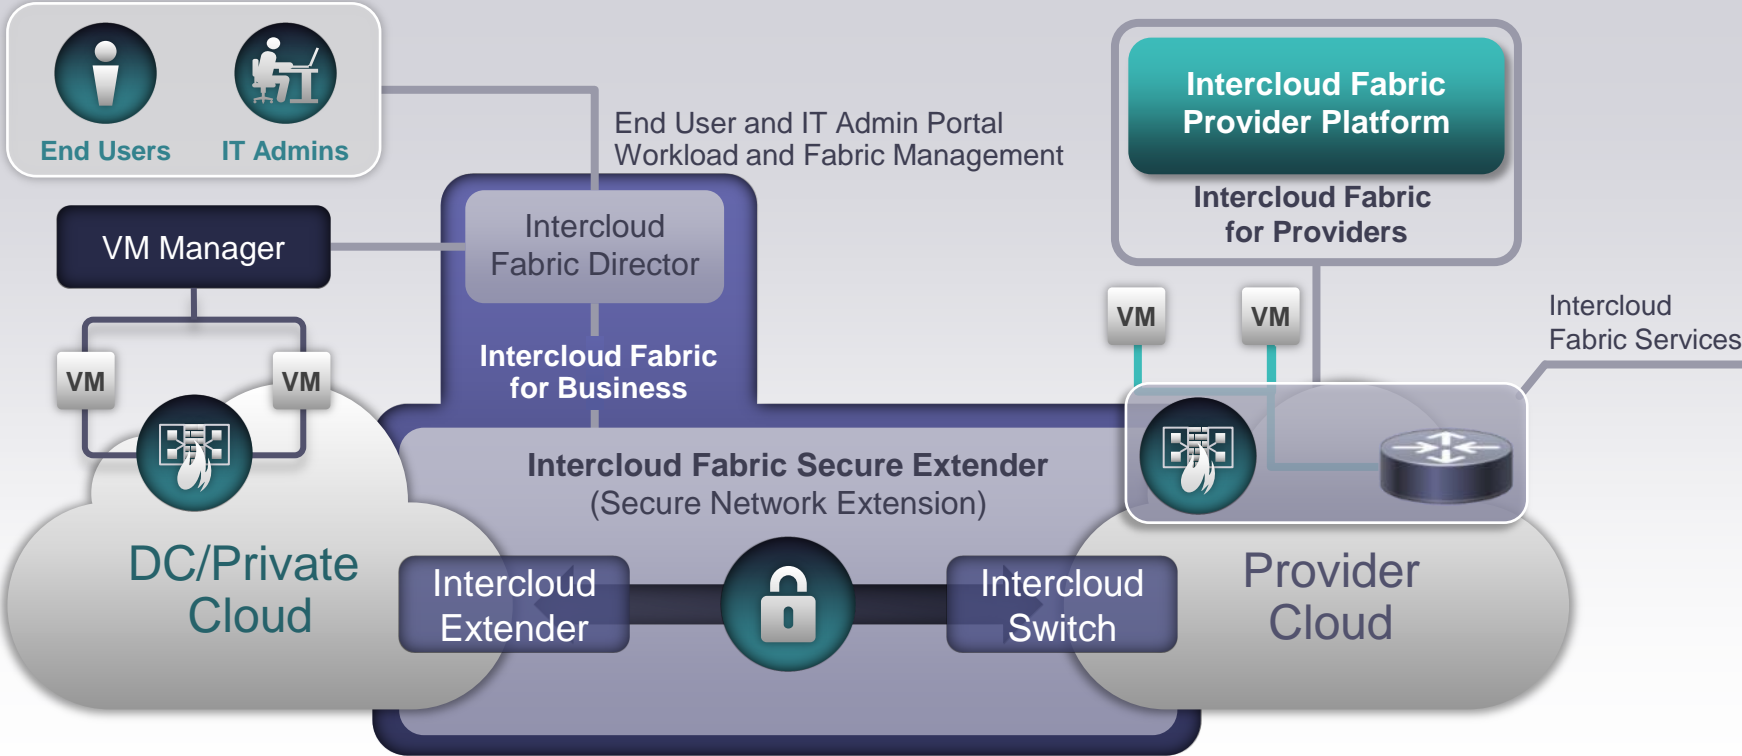 End Users
IT Admins
End User and IT Admin Portal
Workload and Fabric Management
Intercloud Fabric
Provider Platform
Intercloud Fabric
for Providers
VM Manager
Intercloud
Fabric Director
VM
VM
Intercloud Fabric
for Business
VM
VM
Intercloud
Fabric Services
Intercloud Fabric Secure Extender
(Secure Network Extension)
DC/Private
Cloud
Intercloud
Extender
Intercloud
Switch
Provider
Cloud